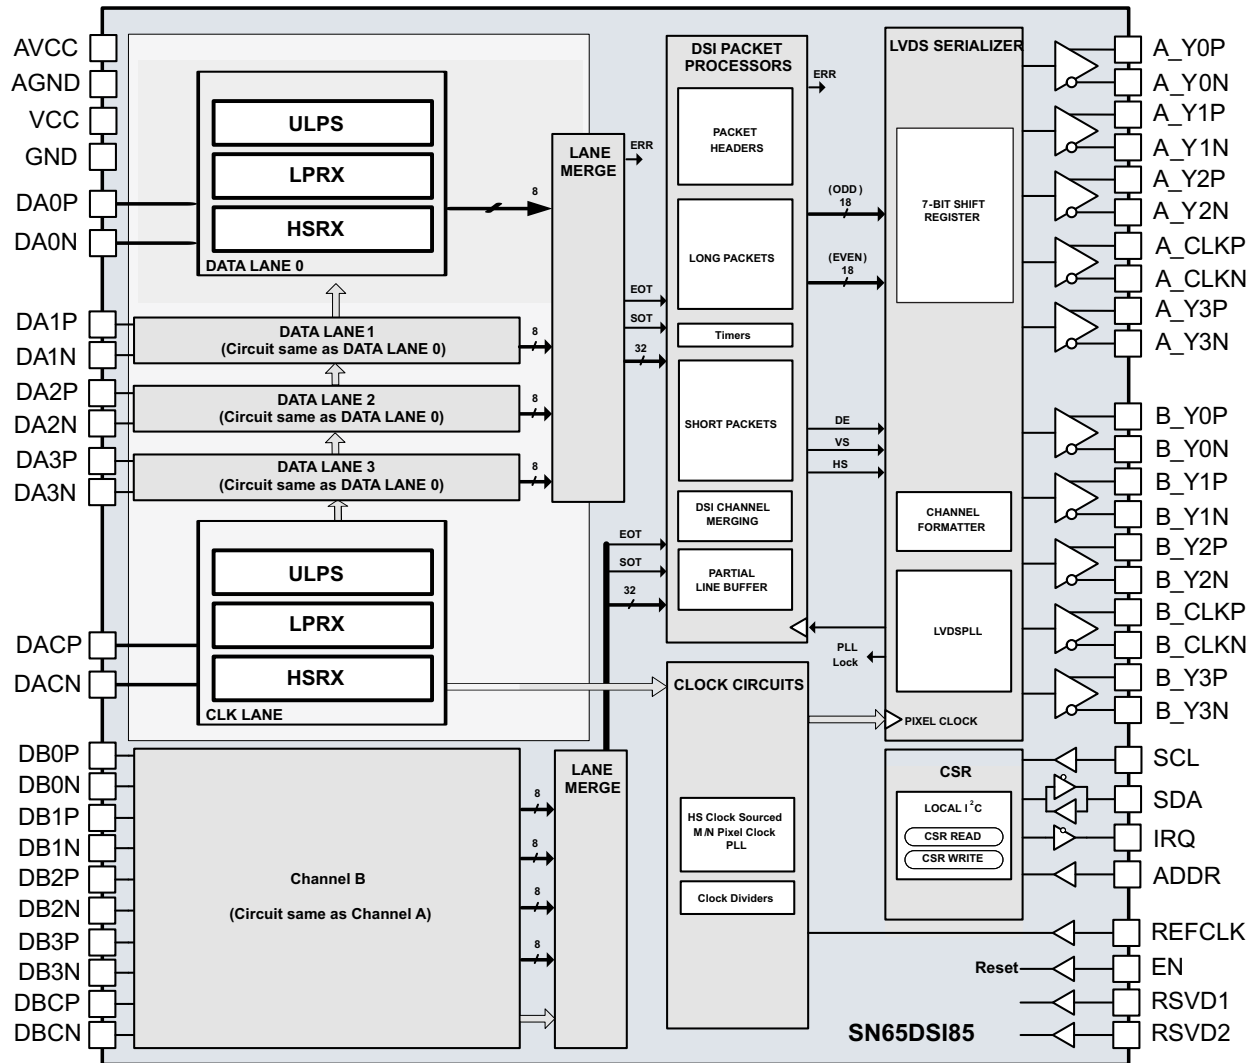 AVCC
AGND
VCC
GND
DA0P
DA0N
DA1P
DA1N
DA2P
DA2N
DA3P
DA3N
DACP
DACN
DB0P
DB0N
DB1P
DB1N
DB2P
DB2N
DB3P
DB3N
DBCP
DBCN
ULPS
LPRX
HSRX
DATA LANE 0
8
DATA LANE 1
(Circuit same as DATA LANE 0)
8
DATA LANE 2
(Circuit same as DATA LANE 0)
8
DATA LANE 3
(Circuit same as DATA LANE 0)
8
ULPS
LPRX
HSRX
CLK LANE
Channel B
(Circuit same as Channel A)
8
8
8
8
LANE
MERGE
ERR
EOT
SOT
32
LANE
MERGE
EOT
SOT
32
DSI PACKET
PROCESSORS
PACKET
HEADERS
LONG PACKETS
Timers
SHORT PACKETS
DSI CHANNEL
MERGING
PARTIAL
LINE BUFFER
ERR
(ODD)
18
(EVEN)
18
DE
VS
HS
PLL
Lock
CLOCK CIRCUITS
HS Clock Sourced
M/N Pixel Clock
PLL
Clock Dividers
LVDS SERIALIZER
7-BIT SHIFT
REGISTER
CHANNEL
FORMATTER
LVDSPLL
PIXEL CLOCK
CSR
LOCAL I²C
CSR READ
CSR WRITE
Reset
SN65DSI85
A_Y0P
A_Y0N
A_Y1P
A_Y1N
A_Y2P
A_Y2N
A_CLKP
A_CLKN
A_Y3P
A_Y3N
B_Y0P
B_Y0N
B_Y1P
B_Y1N
B_Y2P
B_Y2N
B_CLKP
B_CLKN
B_Y3P
B_Y3N
SCL
SDA
IRQ
ADDR
REFCLK
EN
RSVD1
RSVD2